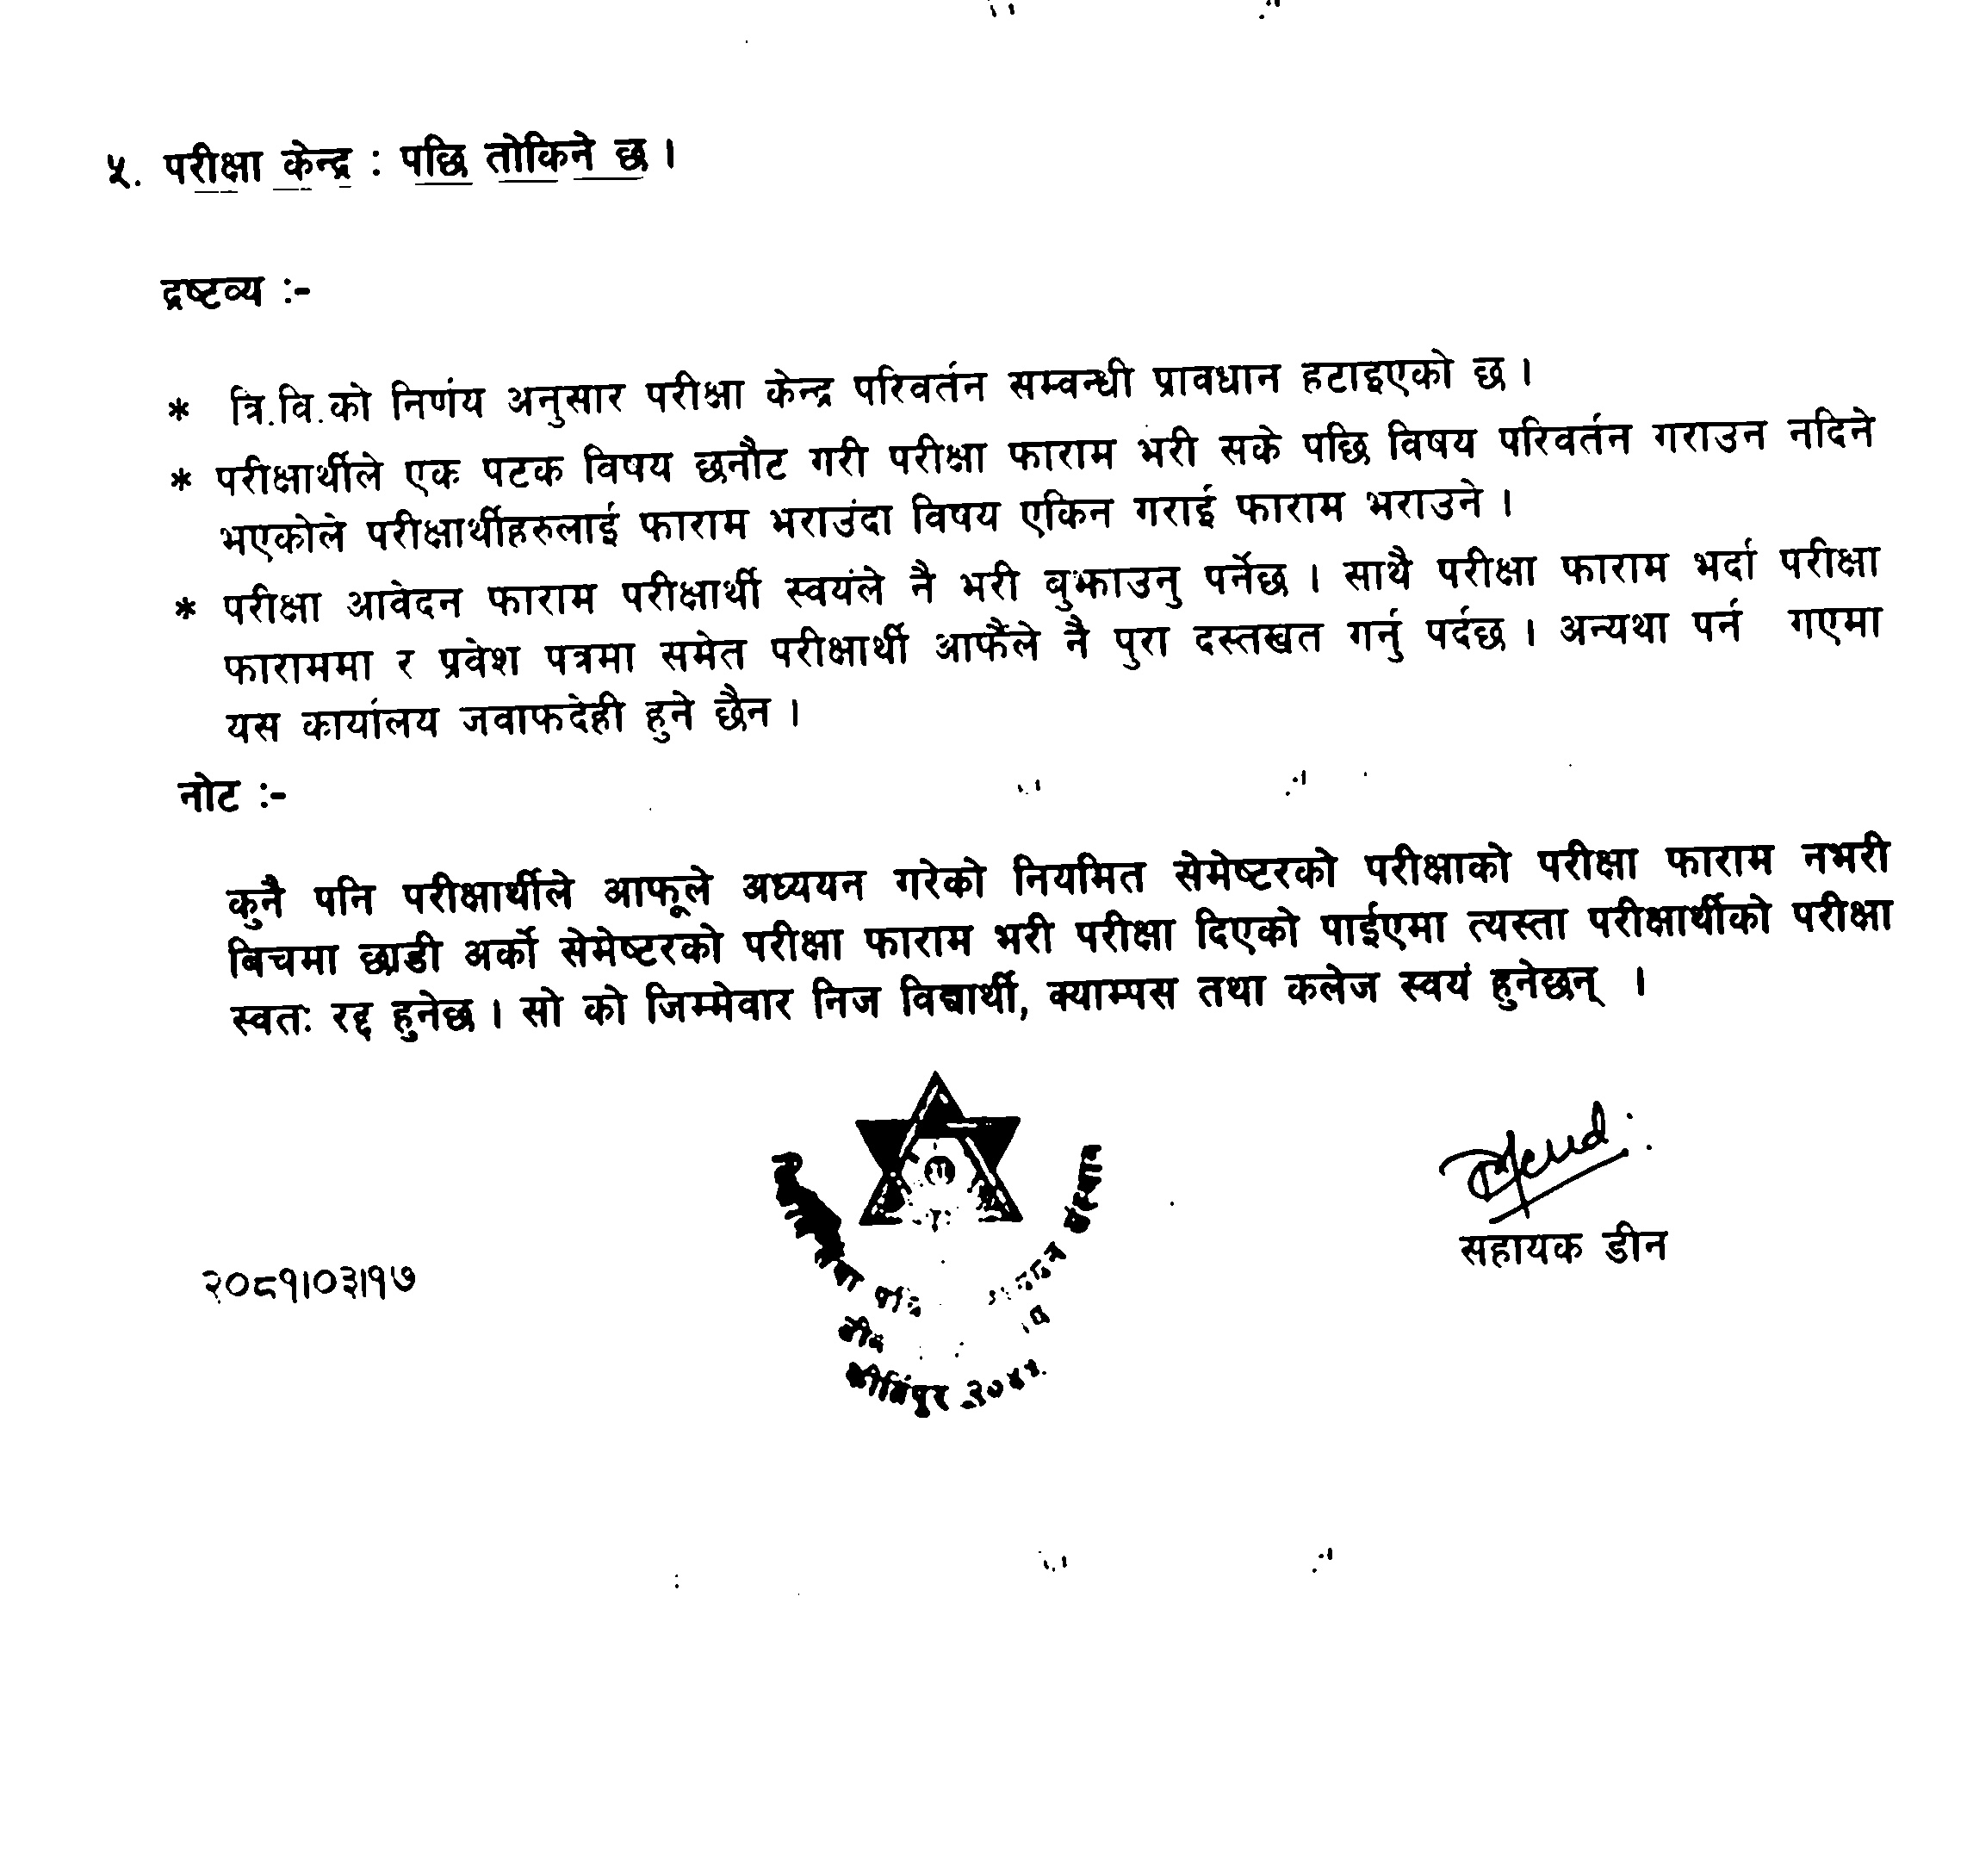 ५. परीक्षा केन्द्र : पछि तोकिने छ ।
द्रष्टव्य :-
* त्रि.वि.को निर्णय अनुसार परीक्षा केन्द्र परिवर्तन सम्वन्धी प्रावधान हटाइएको छ ।
* परीक्षार्थीले एक पटक विषय छनौट गरी परीक्षा फाराम भरी सके पछि विषय परिवर्तन गराउन नदिने
भएकोले परीक्षार्थीहरुलाई फाराम भराउंदा विषय एकिन गराई फाराम भराउने ।
* परीक्षा आवेदन फाराम परीक्षार्थी स्वयंले नै भरी बुझाउनु पर्नेछ । साथै परीक्षा फाराम भर्दा परीक्षा
फाराममा र प्रवेश पत्रमा समेत परीक्षार्थी आफैंले नै पुरा दस्तखत गर्नु पर्दछ । अन्यथा पर्न गएमा
यस कार्यालय जवाफदेही हुने छैन ।
नोट :-
कुनै पनि परीक्षार्थीले आफूले अध्ययन गरेको नियमित सेमेष्टरको परीक्षाको परीक्षा फाराम नभरी
बिचमा छाडी अर्को सेमेष्टरको परीक्षा फाराम भरी परीक्षा दिएको पाईएमा त्यस्ता परीक्षार्थीको परीक्षा
स्वतः रद्द हुनेछ । सो को जिम्मेवार निज विद्यार्थी, क्याम्पस तथा कलेज स्वयं हुनेछन् ।
सहायक डीन
२०८१।०३।१७
कीर्तिपुर